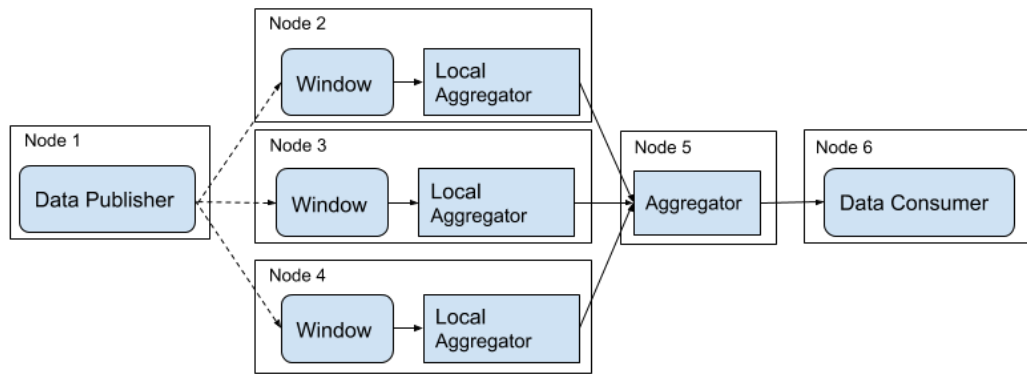 Node 1
Data Publisher
Node 2
Window
Local
Aggregator
Node 3
Window
Local
Aggregator
Node 4
Window
Local
Aggregator
Node 5
Aggregator
Node 6
Data Consumer